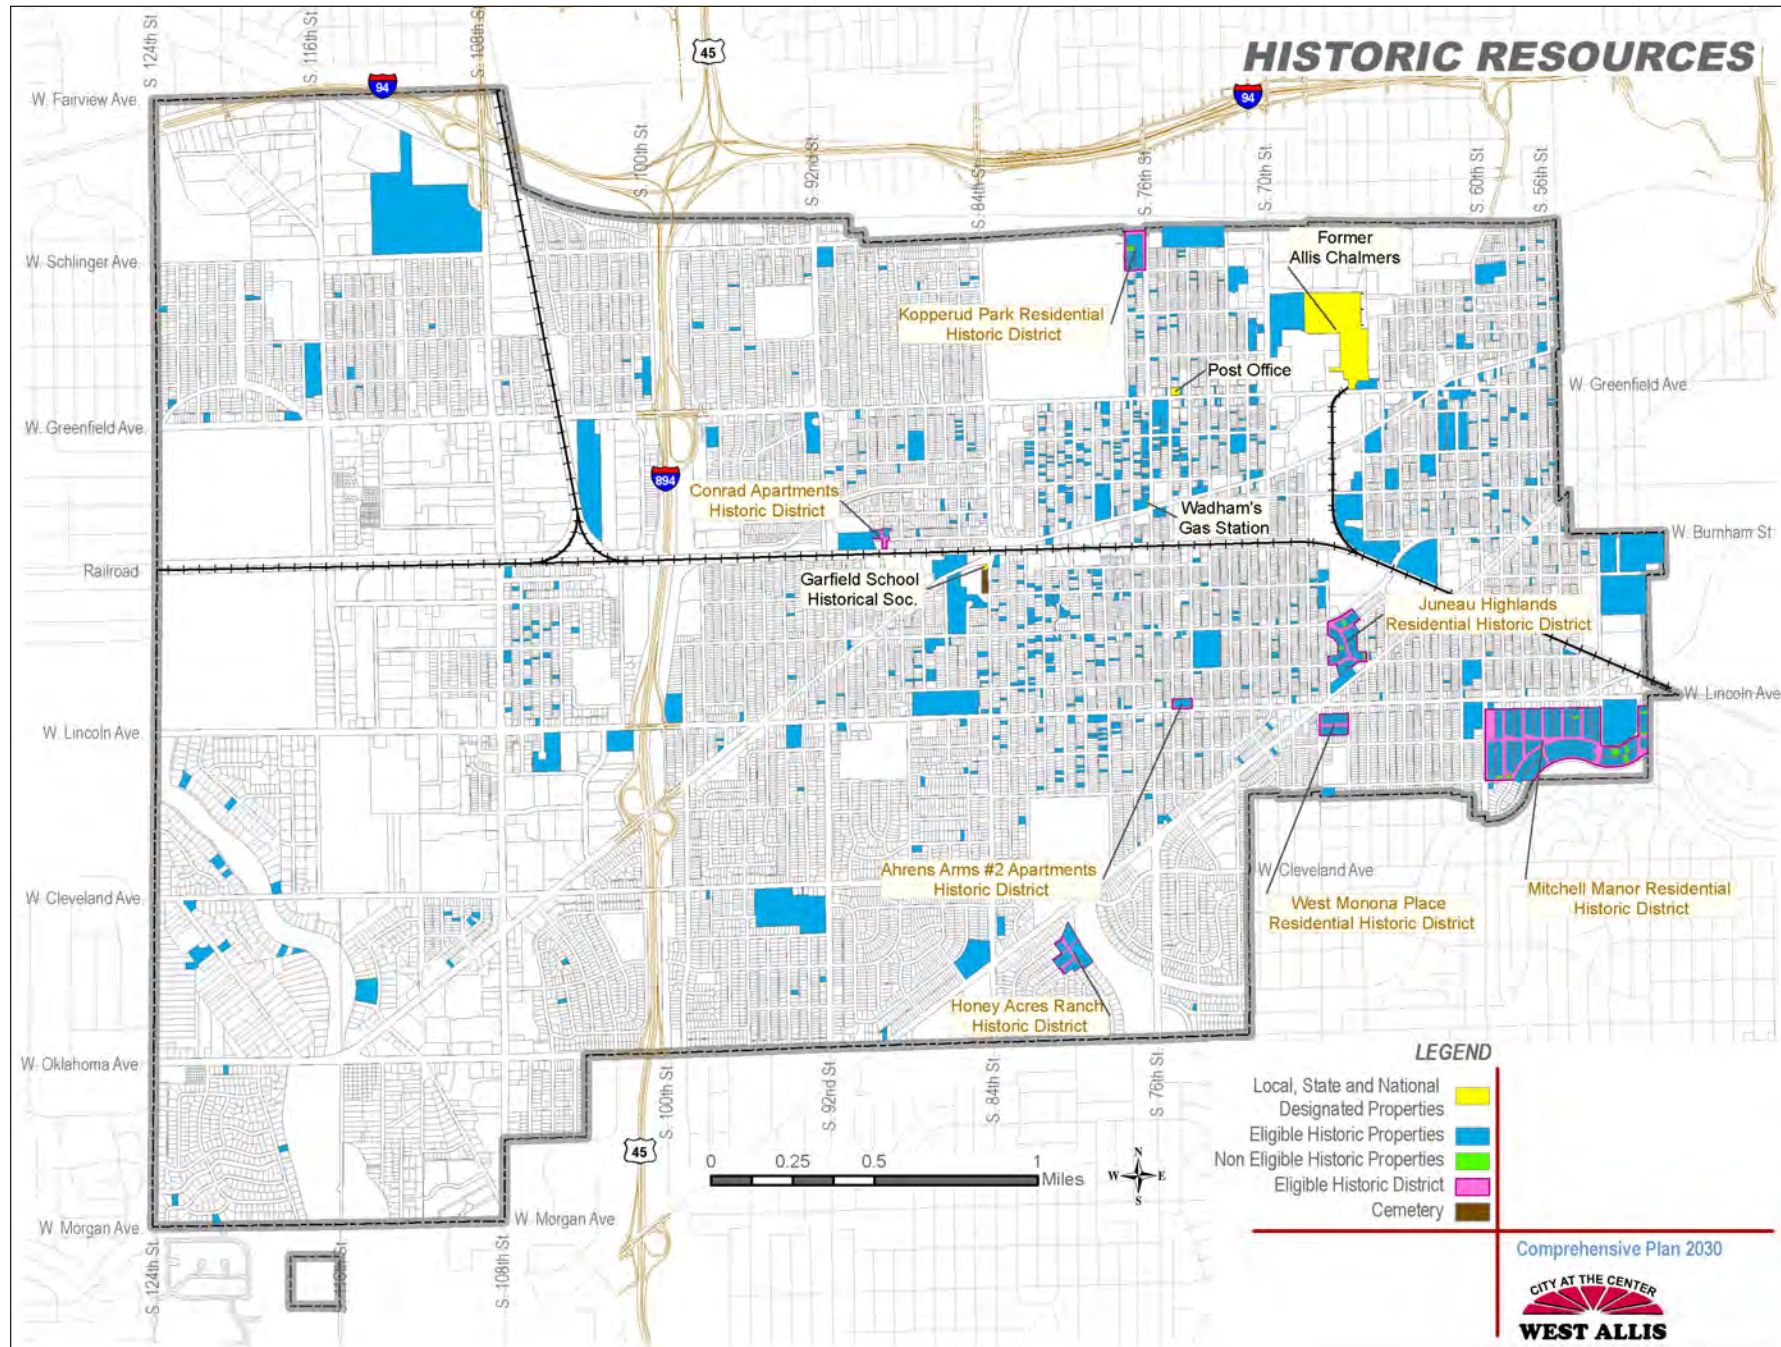 HISTORIC RESOURCES
S. 124th St.
S. 116th St.
S. 108th St.
45
94
94
W. Fairview Ave.
S. 100th St.
S. 92nd St.
S. 84th St.
S. 76th St.
S. 70th St.
S. 60th St.
S. 56th St.
W. Schlinger Ave.
Former
Allis Chalmers
Kopperud Park Residential
Historic District
Post Office
W. Greenfield Ave.
W. Greenfield Ave.
894
Conrad Apartments
Historic District
Wadham's
Gas Station
W. Burnham St
Railroad
Garfield School
Historical Soc.
Juneau Highlands
Residential Historic District
W. Lincoln Ave
W. Lincoln Ave.
Ahrens Arms #2 Apartments
Historic District
W. Cleveland Ave.
W. Cleveland Ave.
West Monona Place
Residential Historic District
Mitchell Manor Residential
Historic District
Honey Acres Ranch
Historic District
W. Oklahoma Ave.
S. 100th St.
S. 92nd St
S. 84th St.
S. 76th St.
45
0 0.25 0.5 1
Miles
N
W E
S
W. Morgan Ave.
W. Morgan Ave.
S. 124th St.
S. 108th St.
LEGEND
Local, State and National
Designated Properties
Eligible Historic Properties
Non Eligible Historic Properties
Eligible Historic District
Cemetery
Comprehensive Plan 2030
CITY AT THE CENTER
WEST ALLIS